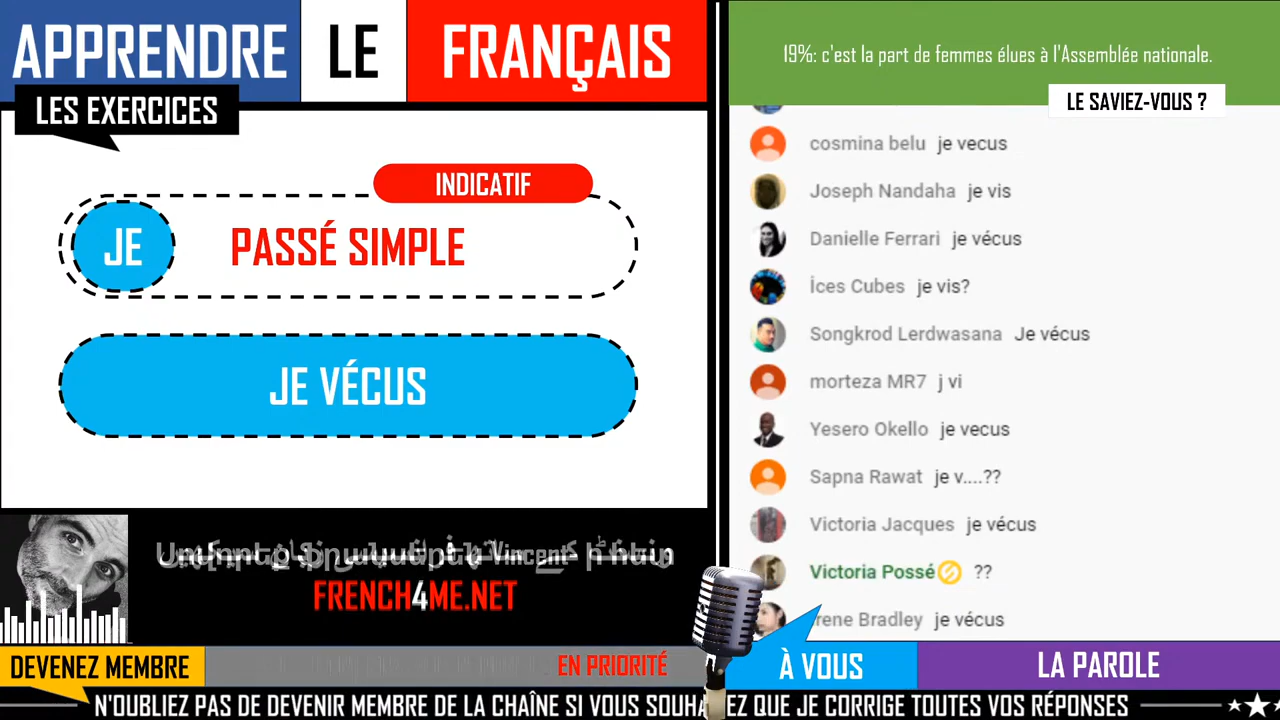 APPRENDRE LE FRANÇAIS
LES EXERCICES
INDICATIF
JE PASSÉ SIMPLE
JE VÉCUS
Vincent
FRENCH4ME.NET
DEVENEZ MEMBRE
EN PRIORITÉ
19%: c'est la part de femmes élues à l'Assemblée nationale.
LE SAVIEZ-VOUS ?
cosmina belu je vecus
Joseph Nandaha je vis
Danielle Ferrari je vécus
İces Cubes je vis?
Songkrod Lerdwasana Je vécus
morteza MR7 j vi
Yesero Okello je vecus
Sapna Rawat je v....??
Victoria Jacques je vécus
Victoria Possé ??
rene Bradley je vécus
À VOUS LA PAROLE
N'OUBLIEZ PAS DE DEVENIR MEMBRE DE LA CHAÎNE SI VOUS SOUHA EZ QUE JE CORRIGE TOUTES VOS RÉPONSES